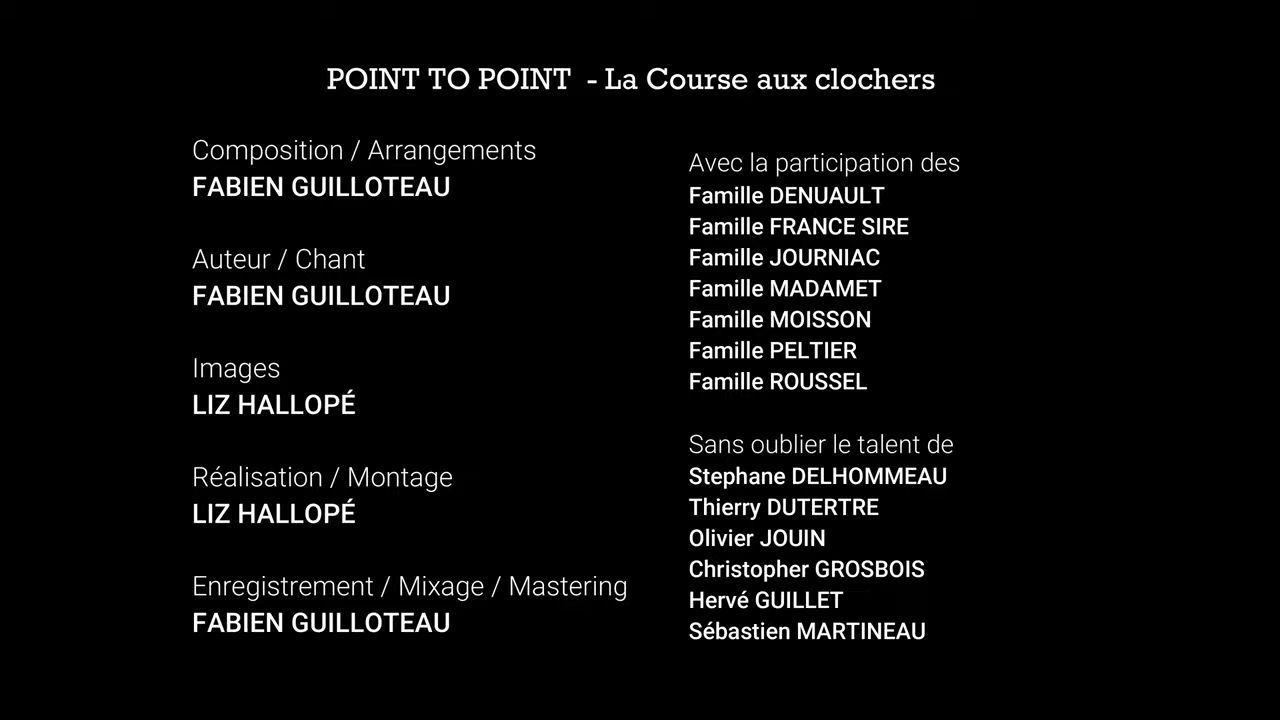 POINT TO POINT - La Course aux clochers
Composition / Arrangements
FABIEN GUILLOTEAU
Auteur / Chant
FABIEN GUILLOTEAU
Images
LIZ HALLOPÉ
Réalisation / Montage
LIZ HALLOPÉ
Enregistrement / Mixage / Mastering
FABIEN GUILLOTEAU
Avec la participation des
Famille DENUAULT
Famille FRANCE SIRE
Famille JOURNIAC
Famille MADAMET
Famille MOISSON
Famille PELTIER
Famille ROUSSEL
Sans oublier le talent de
Stephane DELHOMMEAU
Thierry DUTERTRE
Olivier JOUIN
Christopher GROSBOIS
Hervé GUILLET
Sébastien MARTINEAU